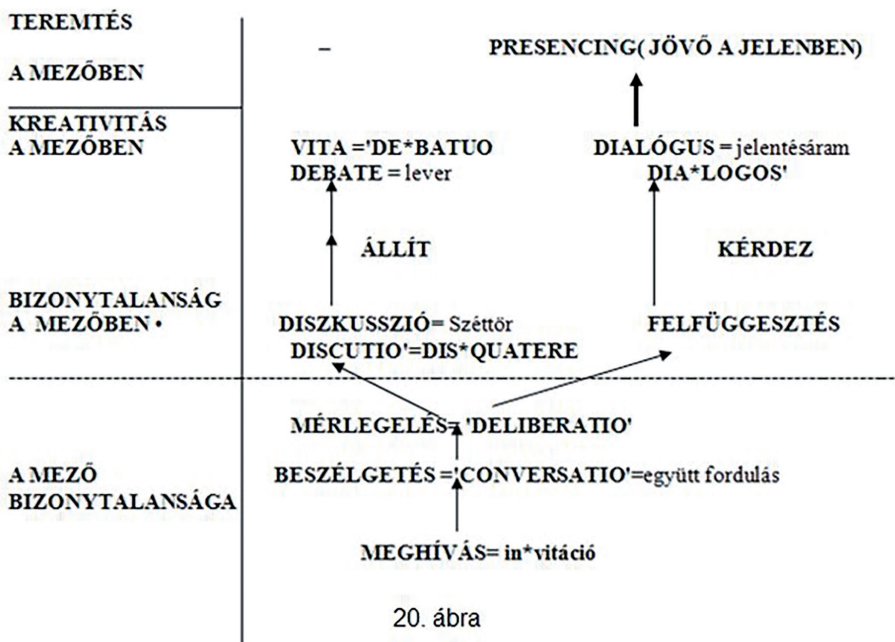 TEREMTÉS
A MEZŐBEN
– PRESENCING( JÖVŐ A JELENBEN)
KREATIVITÁS
A MEZŐBEN
VITA ='DE*BATUO
DEBATE = lever
DIALÓGUS = jelentésáram
DIA*LOGOS'
ÁLLÍT
KÉRDEZ
BIZONYTALANSÁG
A MEZŐBEN •
DISZKUSSZIÓ= Széttör
DISCUTIO'=DIS*QUATERE
FELFÜGGESZTÉS
MÉRLEGELÉS= 'DELIBERATIO'
A MEZŐ
BIZONYTALANSÁGA
BESZÉLGETÉS ='CONVERSATIO'=együtt fordulás
MEGHÍVÁS= in*vitáció
20. ábra